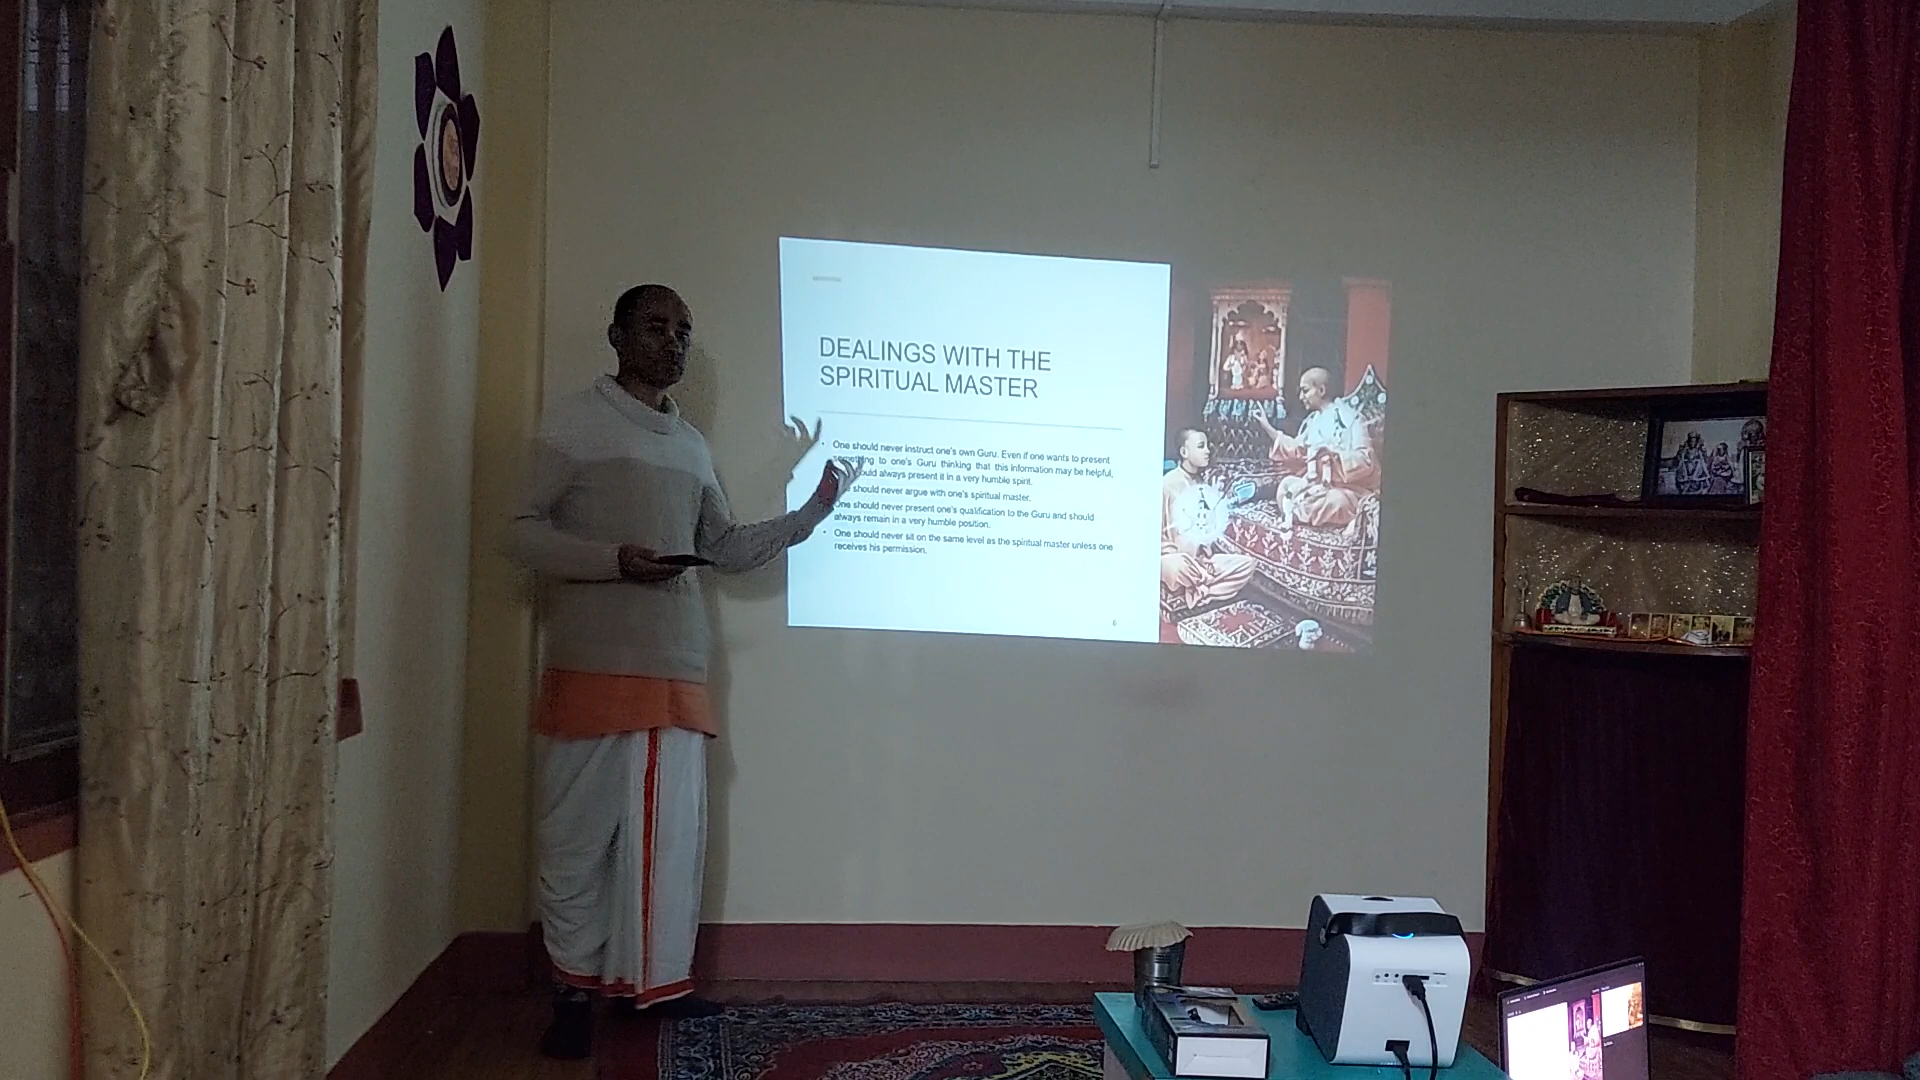 DEALINGS WITH THE
SPIRITUAL MASTER
• One should never instruct one's own Guru. Even if one wants to present
something to one's Guru thinking that this information may be helpful,
should always present it in a very humble spirit.
should never argue with one's spiritual master.
One should never present one's qualification to the Guru and should
always remain in a very humble position.
• One should never sit on the same level as the spiritual master unless one
receives his permission.
6